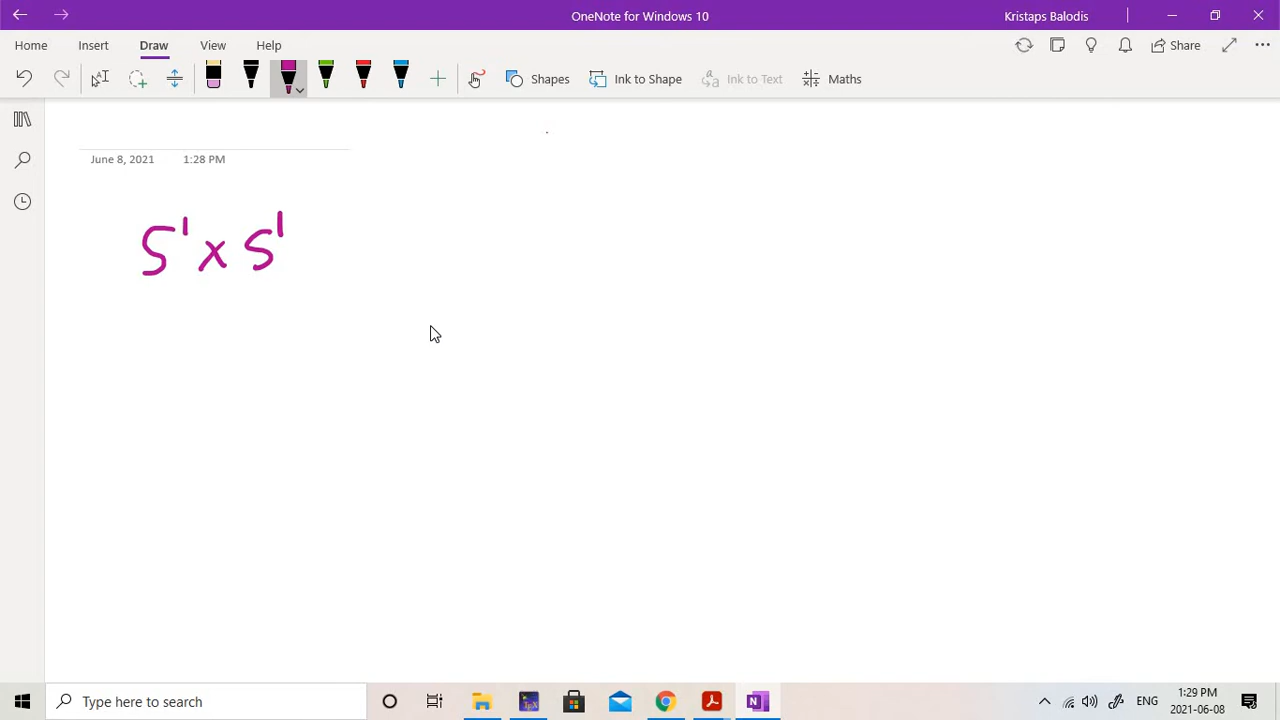 OneNote for Windows 10
Kristaps Balodis
Home Insert Draw View Help
Share
Shapes Ink to Shape Ink to Text Maths
June 8, 2021 1:28 PM
S¹ x S¹
Type here to search
ENG
1:29 PM
2021-06-08